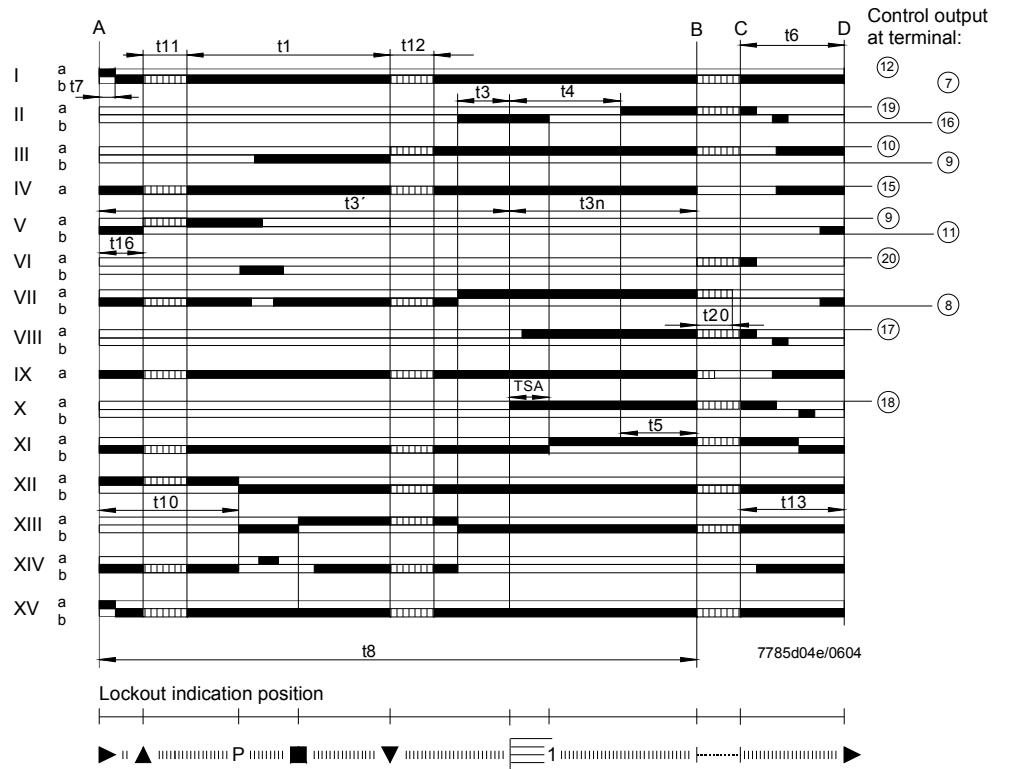 Control output
at terminal:
A B C D
t11 t1 t12 t6
I a b t7 12 7
t3 t4
II a b 19 16
III a b 10 9
IV a 15
t3´ t3n
V a b 9 11
t16
VI a b 20
VII a b 8
t20
VIII a b 17
IX a
TSA
X a b 18
t5
XI a b
XII a b
t10 t13
XIII a b
XIV a b
XV a b
t8
7785d04e/0604
Lockout indication position
P 1